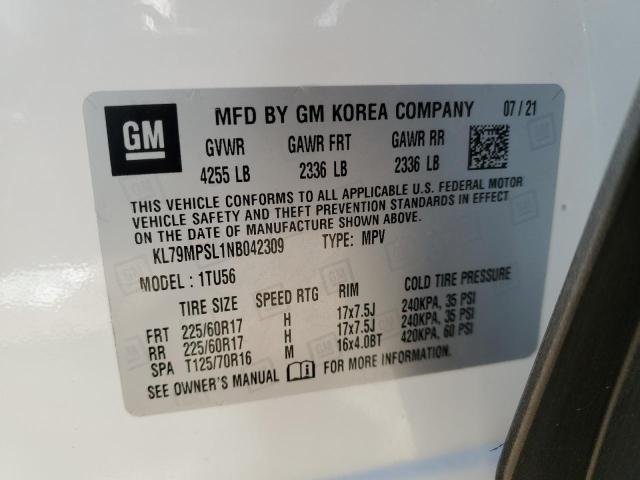 GM
MFD BY GM KOREA COMPANY 07/21
GVWR GAWR FRT GAWR RR
4255 LB 2336 LB 2336 LB
THIS VEHICLE CONFORMS TO ALL APPLICABLE U.S. FEDERAL MOTOR
VEHICLE SAFETY AND THEFT PREVENTION STANDARDS IN EFFECT
ON THE DATE OF MANUFACTURE SHOWN ABOVE.
KL79MPSL1NB042309 TYPE: MPV
MODEL: 1TU56
TIRE SIZE SPEED RTG RIM COLD TIRE PRESSURE
FRT 225/60R17 H 17x7.5J 240KPA, 35 PSI
RR 225/60R17 H 17x7.5J 240KPA, 35 PSI
SPA T125/70R16 M 16x4.0BT 420KPA, 60 PSI
SEE OWNER'S MANUAL FOR MORE INFORMATION.